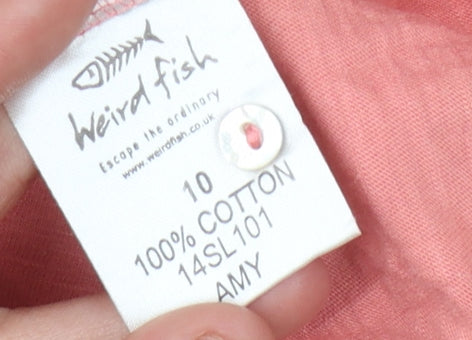 Weird fish
Escape the ordinary
www.weirdfish.co.uk
10
100% COTTON
14SL101
AMY